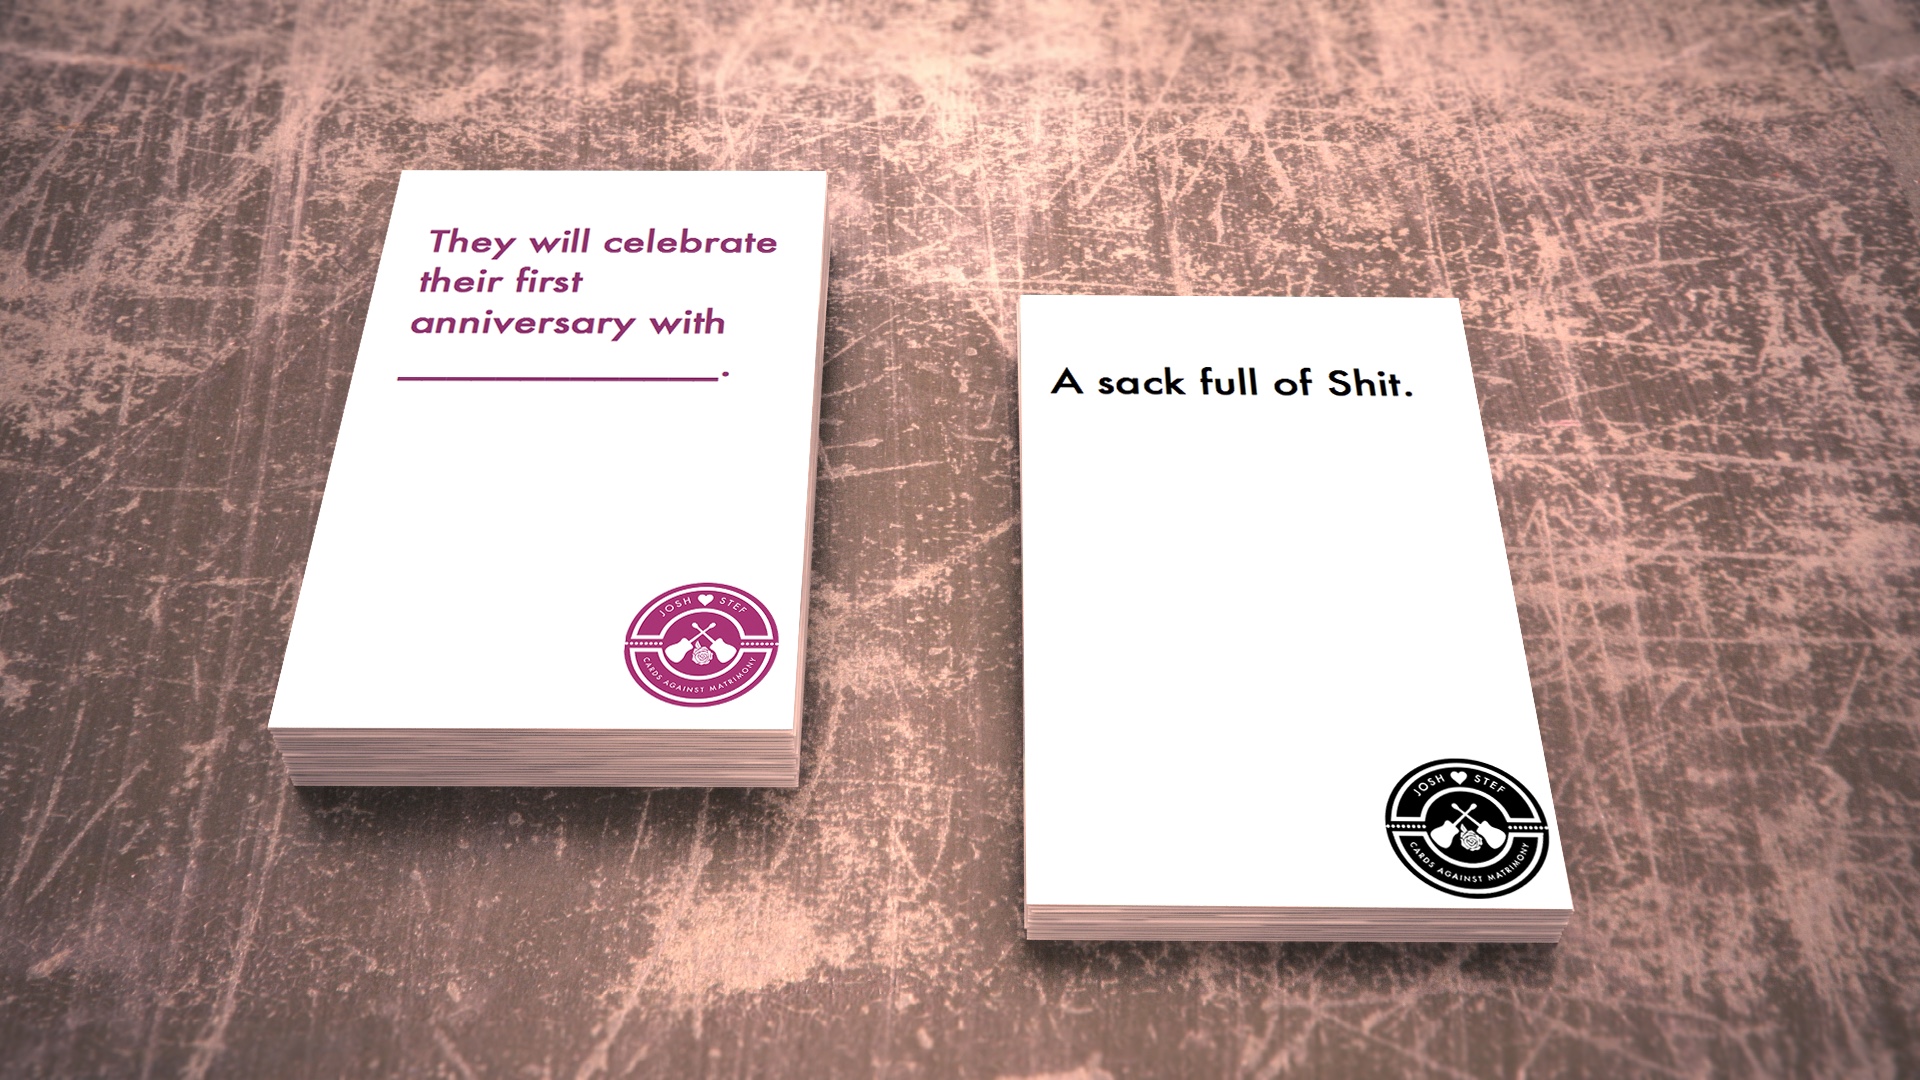 They will celebrate
their first
anniversary with
____________________.
JOSH ♥ STEF
CARDS AGAINST MATRIMONY
A sack full of Shit.
JOSH ♥ STEF
CARDS AGAINST MATRIMONY